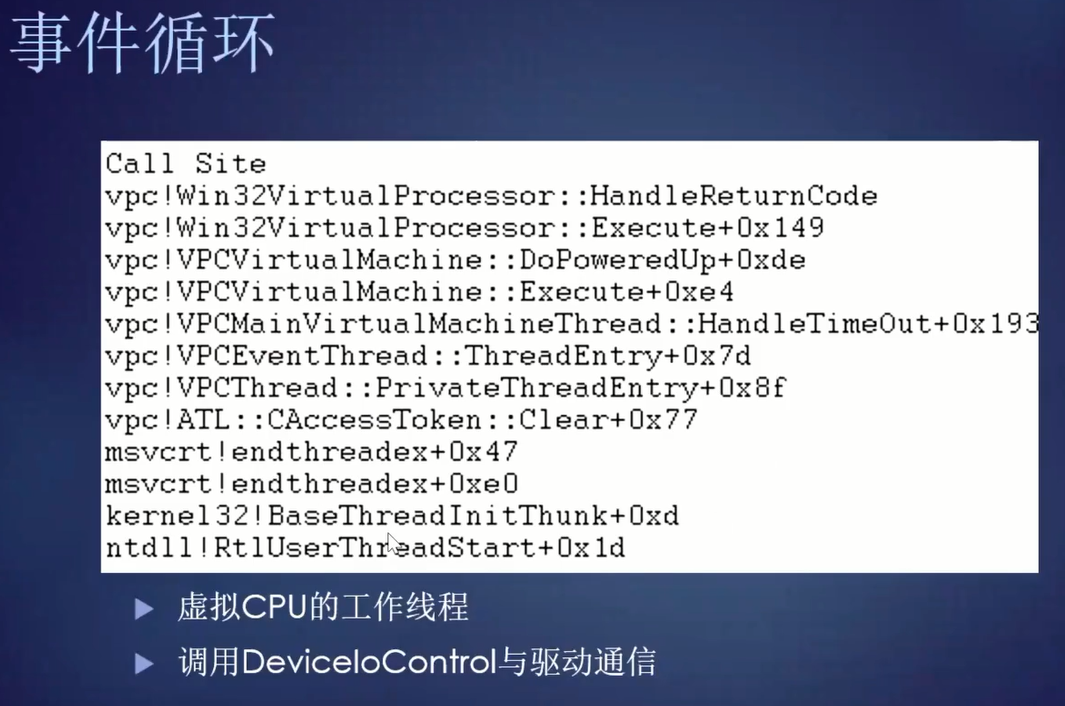 事件循环
Call Site
vpc!Win32VirtualProcessor::HandleReturnCode
vpc!Win32VirtualProcessor::Execute+0x149
vpc!VPCVirtualMachine::DoPoweredUp+0xde
vpc!VPCVirtualMachine::Execute+0xe4
vpc!VPCMainVirtualMachineThread::HandleTimeOut+0x193
vpc!VPCEventThread::ThreadEntry+0x7d
vpc!VPCThread::PrivateThreadEntry+0x8f
vpc!ATL::CAccessToken::Clear+0x77
msvcrt!endthreadex+0x47
msvcrt!endthreadex+0xe0
kernel32!BaseThreadInitThunk+0xd
ntdll!RtlUserThreadStart+0x1d
虚拟CPU的工作线程
调用DeviceIoControl与驱动通信